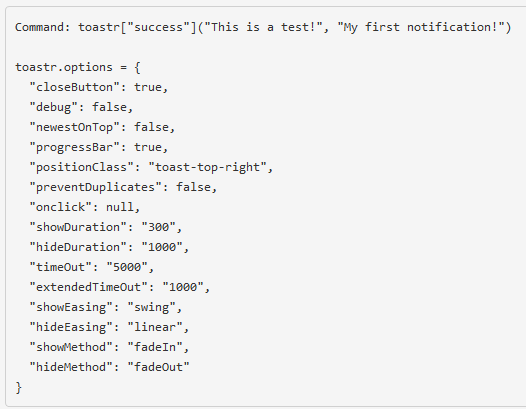 Command: toastr["success"]("This is a test!", "My first notification!")

toastr.options = {
  "closeButton": true,
  "debug": false,
  "newestOnTop": false,
  "progressBar": true,
  "positionClass": "toast-top-right",
  "preventDuplicates": false,
  "onclick": null,
  "showDuration": "300",
  "hideDuration": "1000",
  "timeOut": "5000",
  "extendedTimeOut": "1000",
  "showEasing": "swing",
  "hideEasing": "linear",
  "showMethod": "fadeIn",
  "hideMethod": "fadeOut"
}